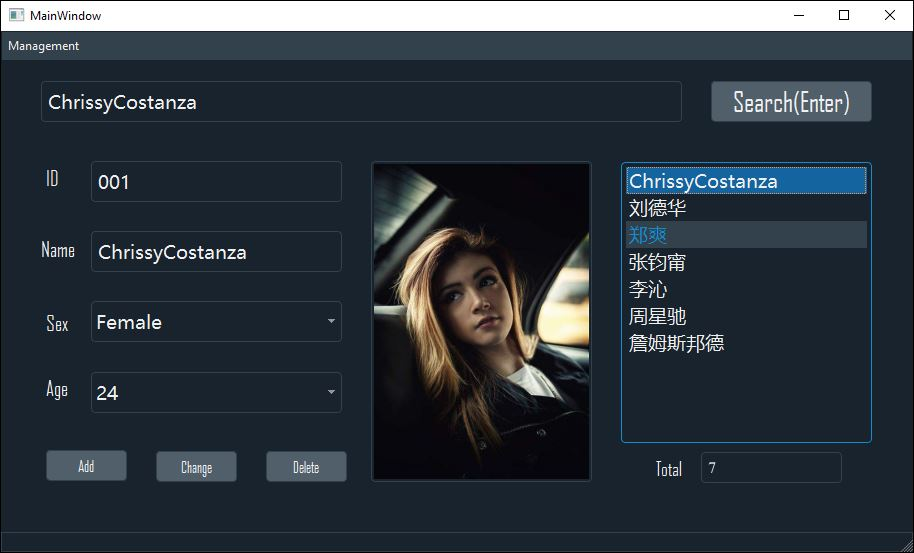 MainWindow
Management
ChrissyCostanza
Search(Enter)
ID
001
Name
ChrissyCostanza
Sex
Female
Age
24
Add
Change
Delete
ChrissyCostanza
刘德华
郑爽
张钧甯
李沁
周星驰
詹姆斯邦德
Total
7